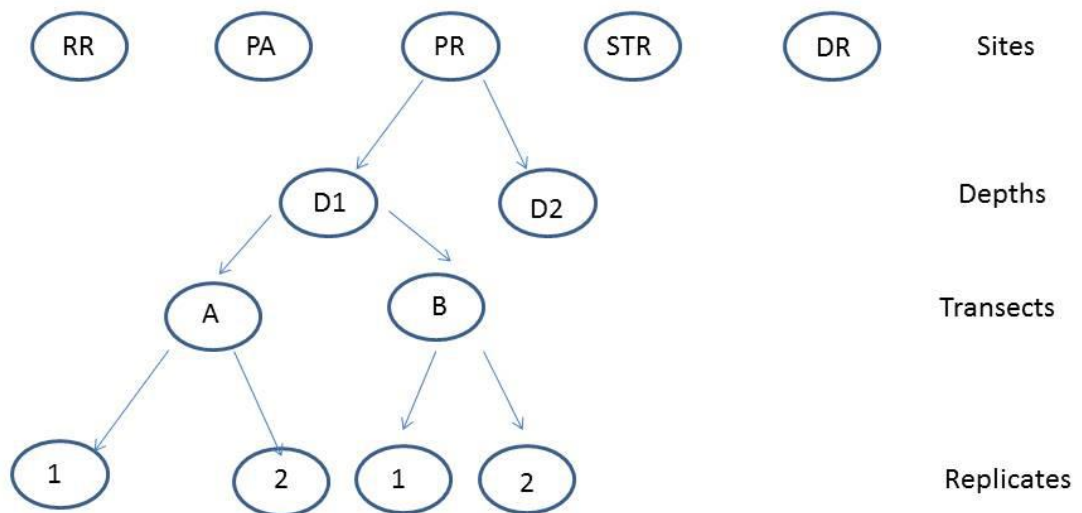 RR PA PR STR DR Sites
D1 D2 Depths
A B Transects
1 2 1 2 Replicates